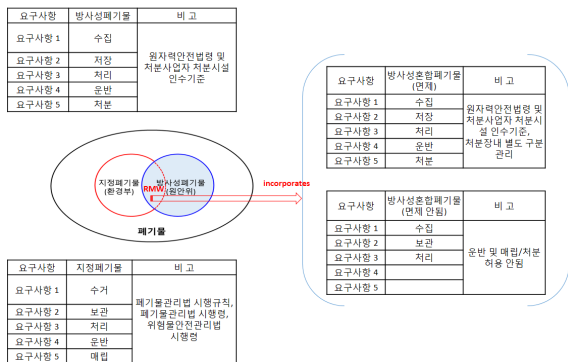 요구사항 방사성폐기물 비 고
요구사항 1 수집
요구사항 2 저장
요구사항 3 처리
요구사항 4 운반
요구사항 5 처분
원자력안전법령 및
처분사업자 처분시설
인수기준
지정폐기물
(환경부)
RMW
방사성폐기물
(원안위)
폐기물
incorporates
요구사항 지정폐기물 비 고
요구사항 1 수거
요구사항 2 보관
요구사항 3 처리
요구사항 4 운반
요구사항 5 매립
폐기물관리법 시행규칙,
폐기물관리법 시행령,
위험물안전관리법
시행령
요구사항 방사성혼합폐기물
(면제)
비 고
요구사항 1 수집
요구사항 2 저장
요구사항 3 처리
요구사항 4 운반
요구사항 5 처분
원자력안전법령 및
처분사업자 처분시
설 인수기준,
처분장내 별도 구분
관리
요구사항 방사성혼합폐기물
(면제 안됨)
비 고
요구사항 1 수집
요구사항 2 보관
요구사항 3 처리
요구사항 4
요구사항 5
운반 및 매립/처분
허용 안됨